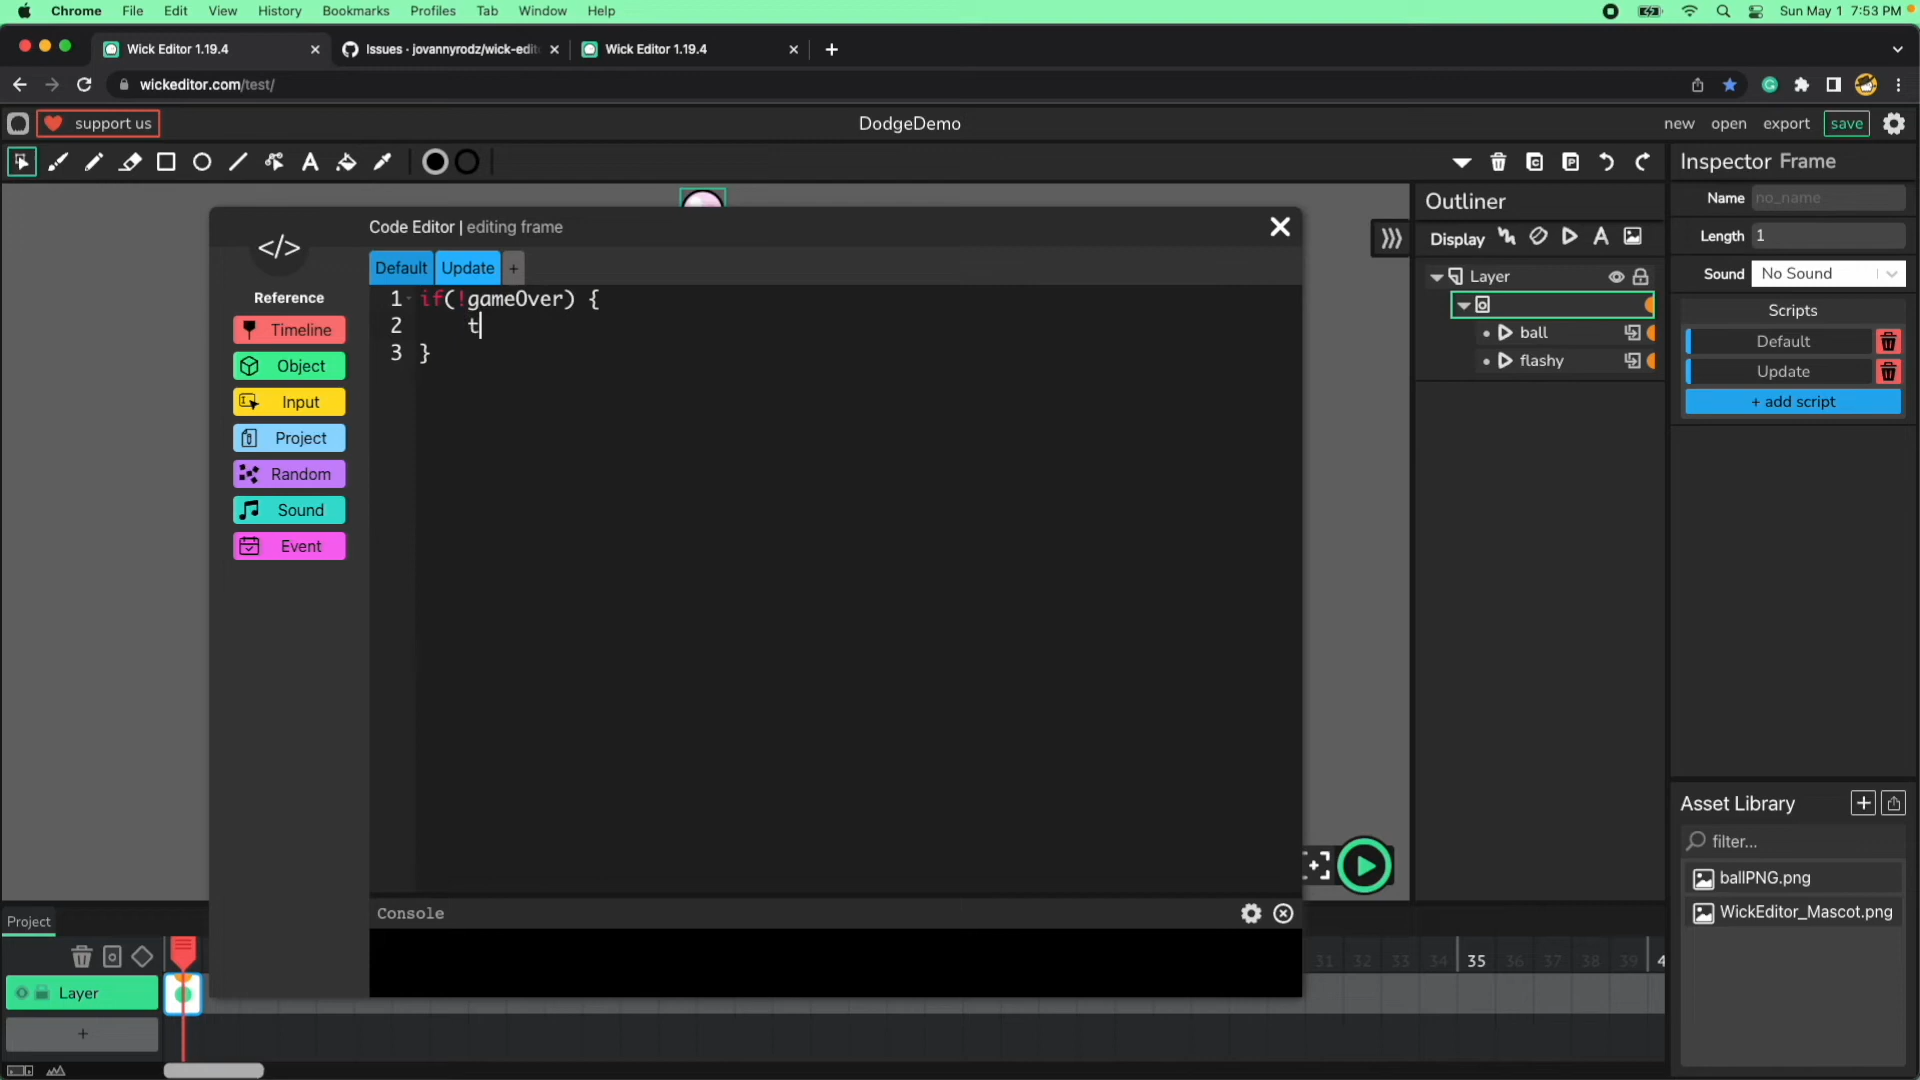 Chrome File Edit View History Bookmarks Profiles Tab Window Help Sun May 1 7:53 PM
Wick Editor 1.19.4 Issues · jovannyrodz/wick-edit Wick Editor 1.19.4
wickeditor.com/test/
support us DodgeDemo new open export save
Inspector Frame
Name no_name
Length 1
Sound No Sound
Scripts
Default
Update
+ add script
Outliner
Display
Layer
ball
flashy
Code Editor | editing frame
Default Update +
Reference
Timeline
Object
Input
Project
Random
Sound
Event
1 if(!gameOver) {
2 t
3 }
Console
Asset Library
filter...
ballPNG.png
WickEditor_Mascot.png
Project
31 32 33 34 35 36 37 38 39 4
Layer
+